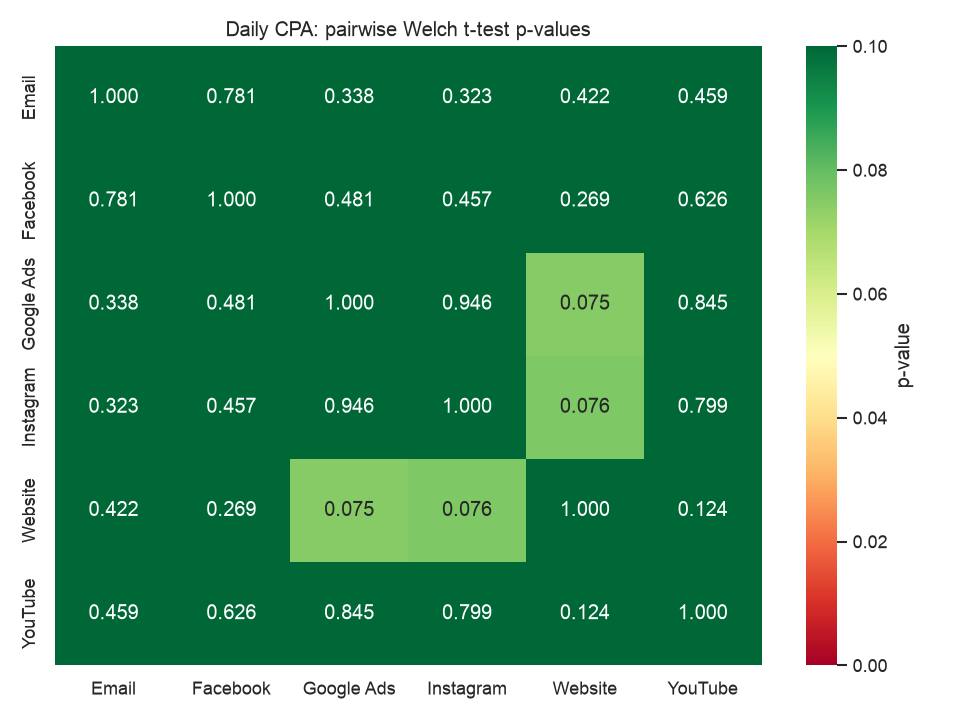 Daily CPA: pairwise Welch t-test p-values
Email 1.000 0.781 0.338 0.323 0.422 0.459
Facebook 0.781 1.000 0.481 0.457 0.269 0.626
Google Ads 0.338 0.481 1.000 0.946 0.075 0.845
Instagram 0.323 0.457 0.946 1.000 0.076 0.799
Website 0.422 0.269 0.075 0.076 1.000 0.124
YouTube 0.459 0.626 0.845 0.799 0.124 1.000
Email Facebook Google Ads Instagram Website YouTube
0.10
0.08
0.06
0.04
0.02
0.00
p-value